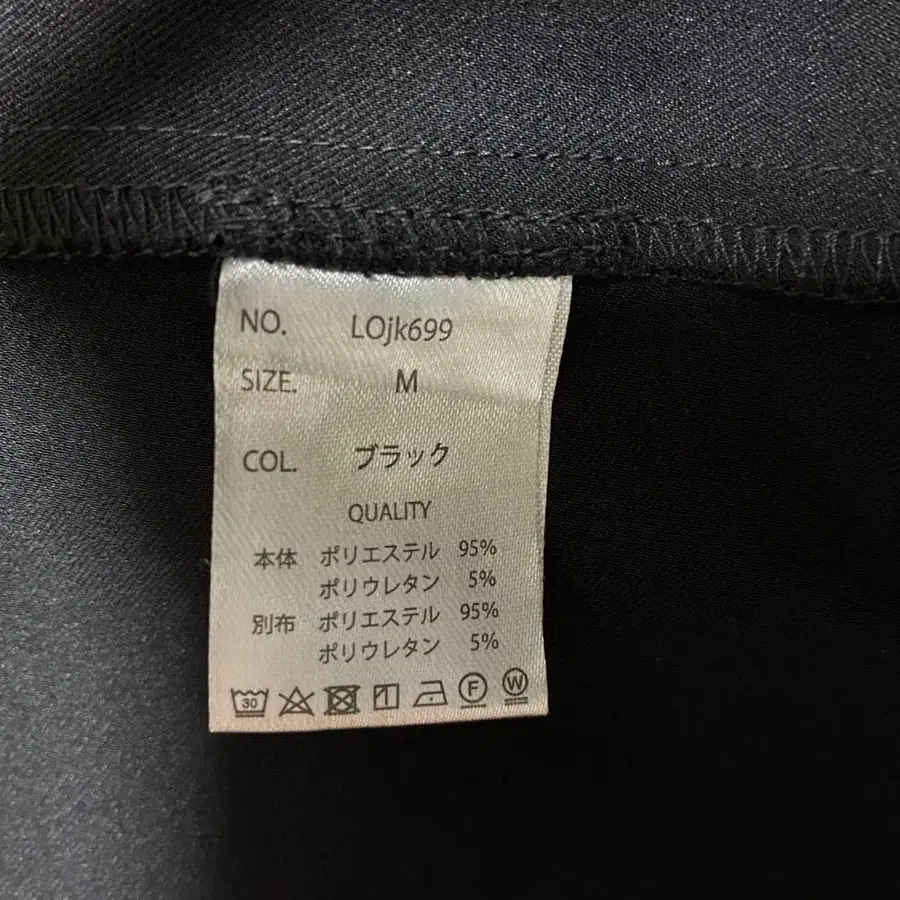 NO. LOjk699
SIZE. M
COL. ブラック
QUALITY
本体 ポリエステル 95%
ポリウレタン 5%
別布 ポリエステル 95%
ポリウレタン 5%
30 F W